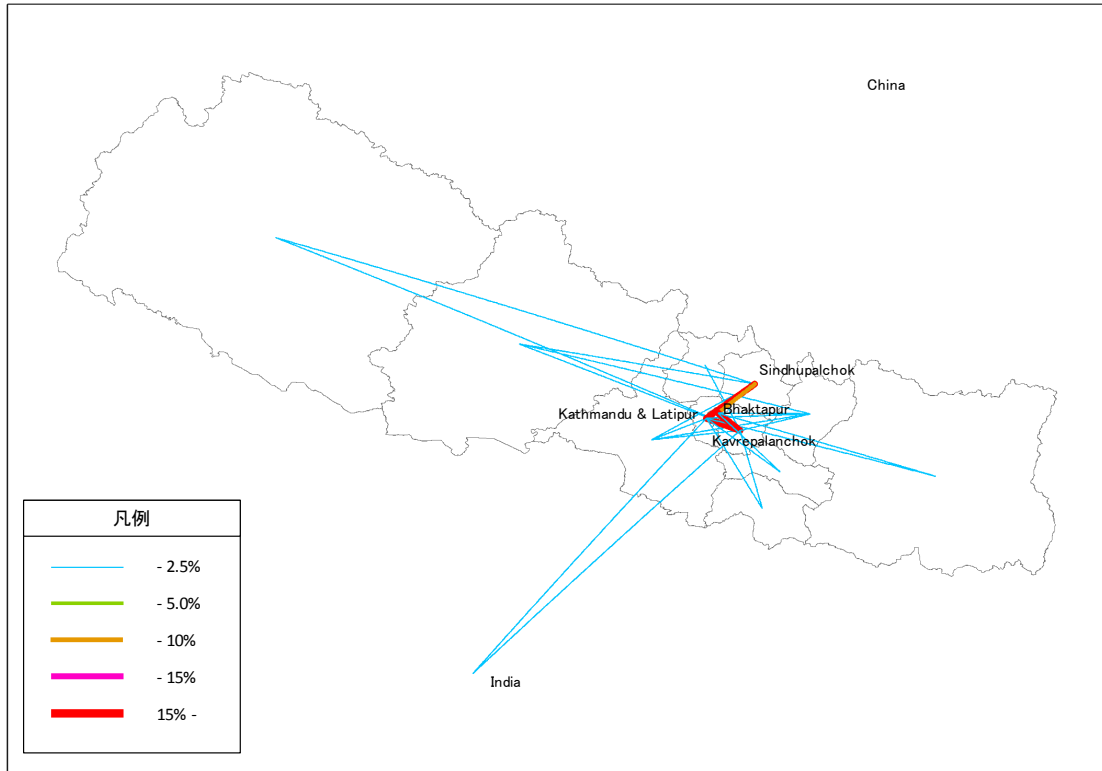 China
Sindhupalchok
Bhaktapur
Kathmandu & Latipur
Kavrepalanchok
India
凡例
- 2.5%
- 5.0%
- 10%
- 15%
15% -